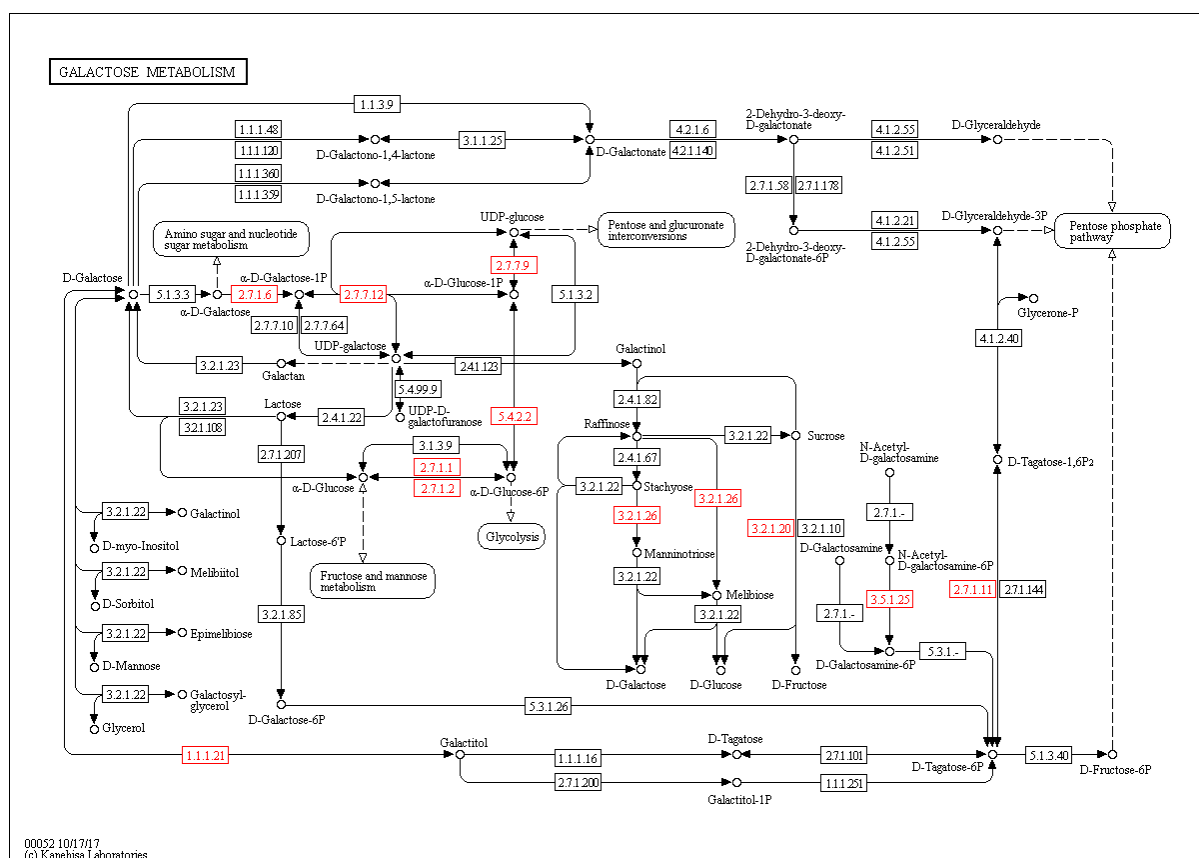 GALACTOSE METABOLISM
1.1.3.9
1.1.1.48
1.1.1.120
D-Galactono-1,4-lactone
3.1.1.25
D-Galactonate
4.2.1.6
4.2.1.140
2-Dehydro-3-deoxy-
D-galactonate
4.1.2.55
4.1.2.51
D-Glyceraldehyde
1.1.1.360
1.1.1.359
D-Galactono-1,5-lactone
2.7.1.58
2.7.1.178
Amino sugar and nucleotide
sugar metabolism
UDP-glucose
Pentose and glucuronate
interconversions
2-Dehydro-3-deoxy-
D-galactonate-6P
4.1.2.21
4.1.2.55
D-Glyceraldehyde-3P
Pentose phosphate
pathway
D-Galactose
5.1.3.3
α-D-Galactose
2.7.1.6
α-D-Galactose-1P
2.7.7.12
α-D-Glucose-1P
2.7.7.9
5.1.3.2
Glycerone-P
2.7.7.10
2.7.7.64
4.1.2.40
UDP-galactose
3.2.1.23
Galactan
2.4.1.123
Galactinol
5.4.99.9
UDP-D-
galactofuranose
2.4.1.82
3.2.1.23
3.2.1.108
Lactose
2.4.1.22
5.4.2.2
Raffinose
3.2.1.22
Sucrose
2.7.1.207
3.1.3.9
2.7.1.1
2.7.1.2
α-D-Glucose
α-D-Glucose-6P
2.4.1.67
3.2.1.22
Stachyose
N-Acetyl-
D-galactosamine
D-Tagatose-1,6P2
3.2.1.26
3.2.1.26
3.2.1.20
3.2.1.10
2.7.1.-
3.2.1.22
Galactinol
D-myo-Inositol
Lactose-6'P
Glycolysis
Manninotriose
D-Galactosamine
N-Acetyl-
D-galactosamine-6P
3.2.1.22
Melibiitol
D-Sorbitol
Fructose and mannose
metabolism
3.2.1.22
Melibiose
2.7.1.-
3.5.1.25
2.7.1.11
2.7.1.144
3.2.1.85
3.2.1.22
3.2.1.22
Epimelibiose
D-Mannose
D-Galactosamine-6P
5.3.1.-
D-Galactose
D-Glucose
D-Fructose
3.2.1.22
Galactosyl-
glycerol
Glycerol
D-Galactose-6P
5.3.1.26
1.1.1.21
Galactitol
1.1.1.16
D-Tagatose
2.7.1.101
D-Tagatose-6P
5.1.3.40
D-Fructose-6P
2.7.1.200
Galactitol-1P
1.1.1.251
00052 10/17/17
(c) Kanehisa Laboratories